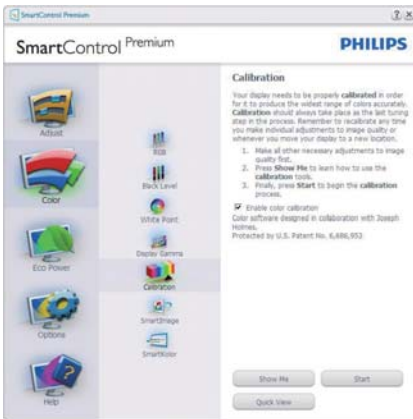 SmartControl Premium
SmartControl Premium
PHILIPS
Adjust
Color
Eco Power
Options
Help
RGB
Black Level
White Point
Display Gamma
Calibration
SmartImage
SmartKolor
Calibration
Your display needs to be properly calibrated in order
for it to produce the widest range of colors accurately.
Calibration should always take place as the last tuning
step in the process. Remember to recalibrate any time
you make individual adjustments to image quality or
whenever you move your display to a new location.
1. Make all other necessary adjustments to image
quality first.
2. Press Show Me to learn how to use the
calibration tools.
3. Finally, press Start to begin the calibration
process.
Enable color calibration
Color software designed in collaboration with Joseph
Holmes.
Protected by U.S. Patent No. 6,686,953
Show Me
Start
Quick View